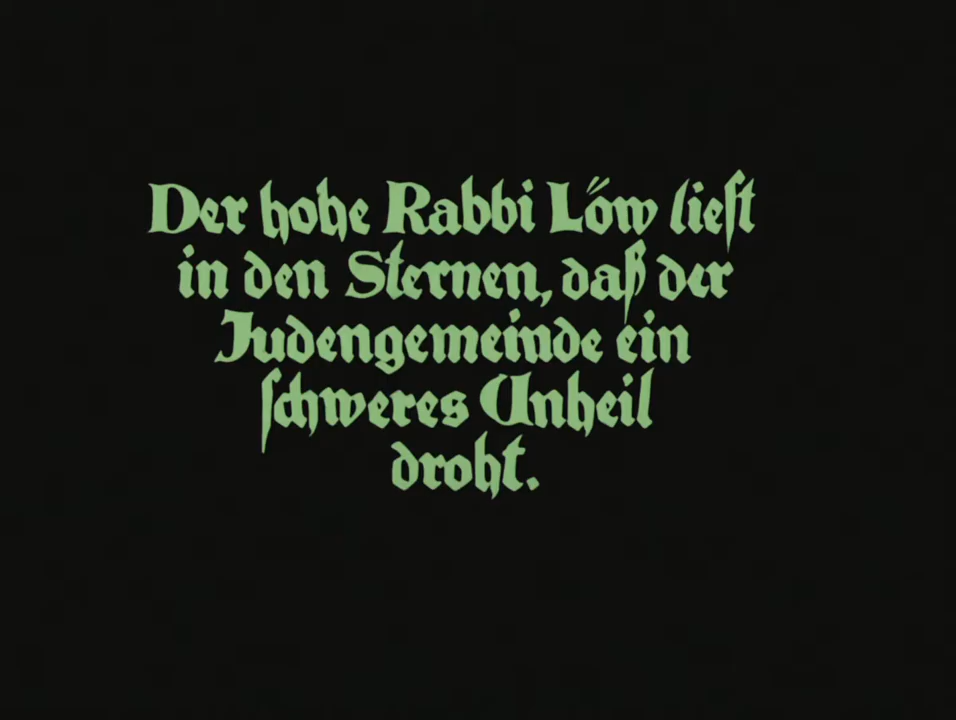 Der hohe Rabbi Löw liest
in den Sternen, daß der
Judengemeinde ein
schweres Unheil
droht.